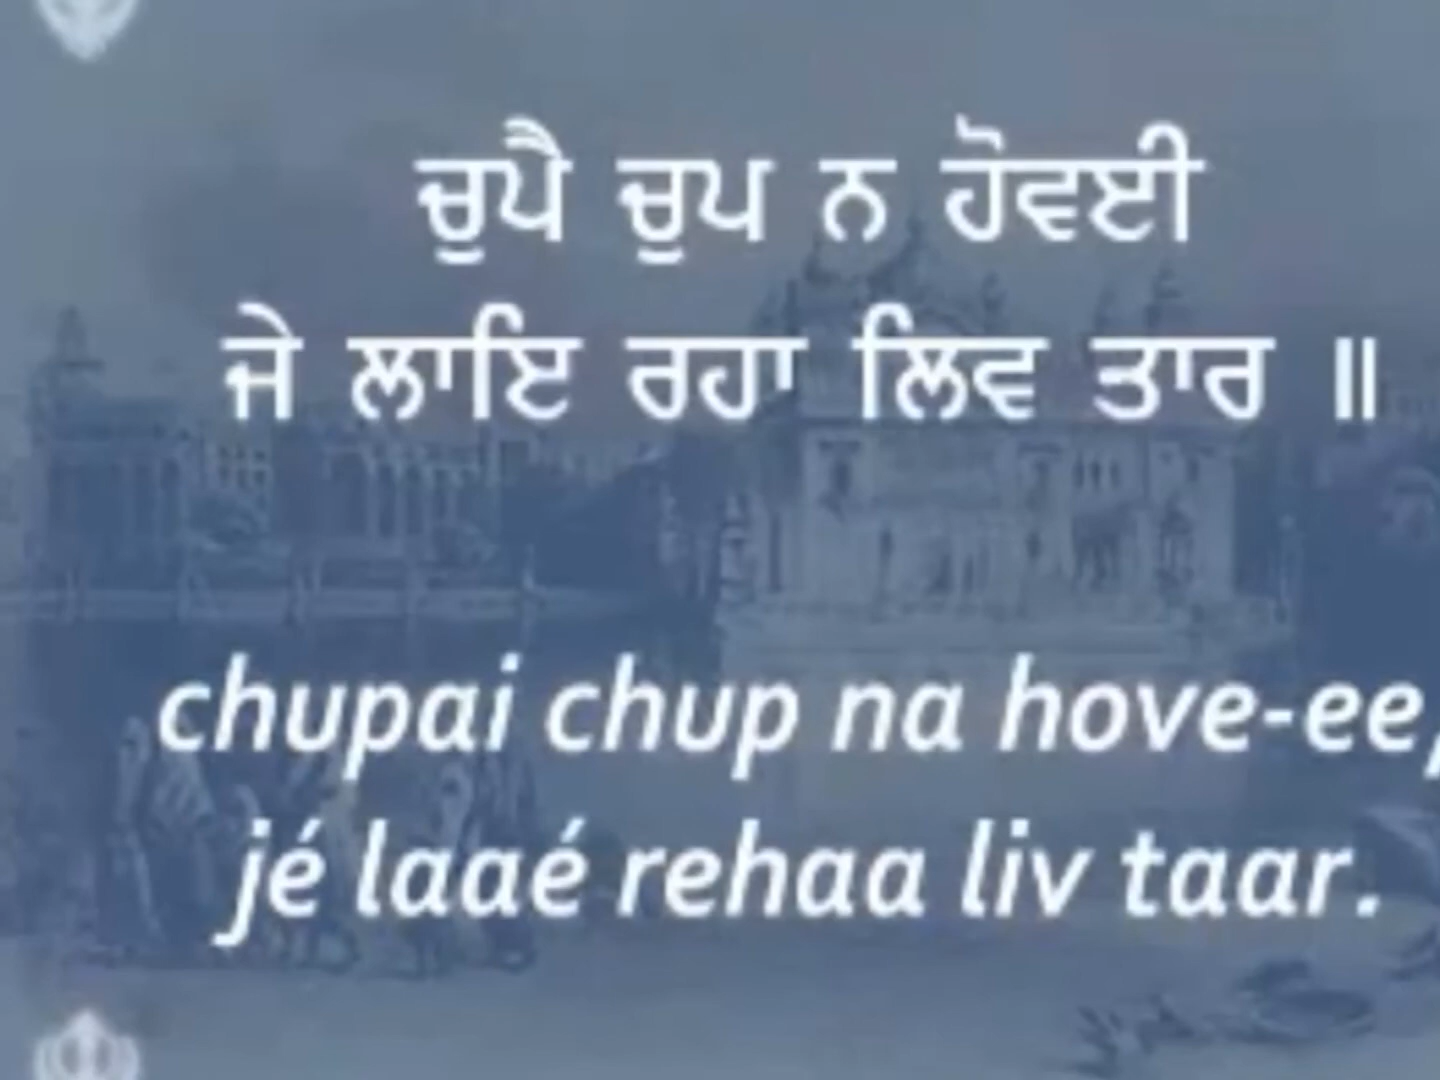 ਚੁਪੈ ਚੁਪ ਨ ਹੋਵਈ
ਜੇ ਲਾਇ ਰਹਾ ਲਿਵ ਤਾਰ ॥
chupai chup na hove-ee,
jé laaé rehaa liv taar.